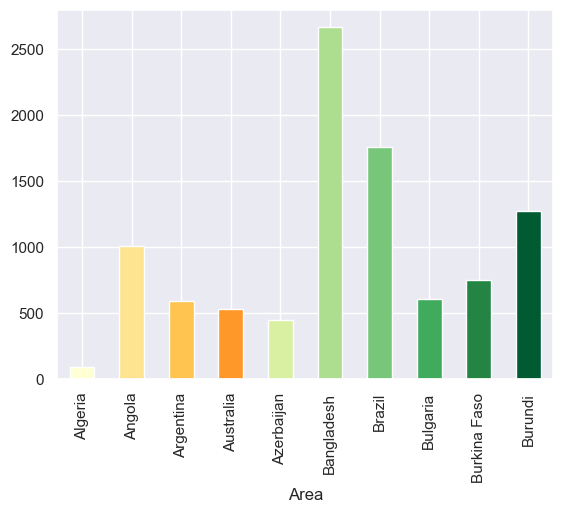 2500
2000
1500
1000
500
0
Algeria
Angola
Argentina
Australia
Azerbaijan
Bangladesh
Brazil
Bulgaria
Burkina Faso
Burundi
Area